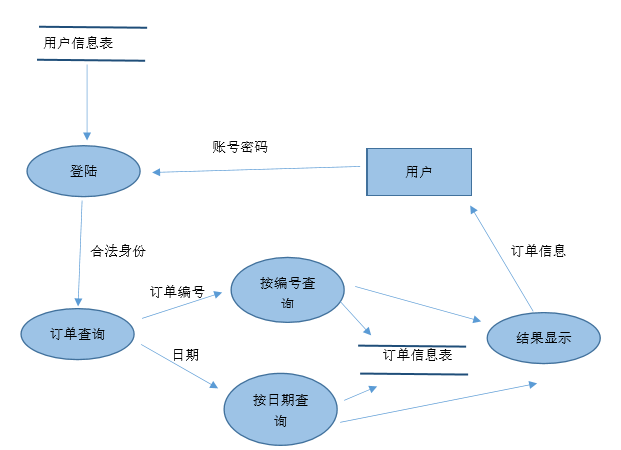 用户信息表
账号密码
登陆
用户
合法身份
订单信息
订单编号
按编号查
询
订单查询
结果显示
日期
订单信息表
按日期查
询